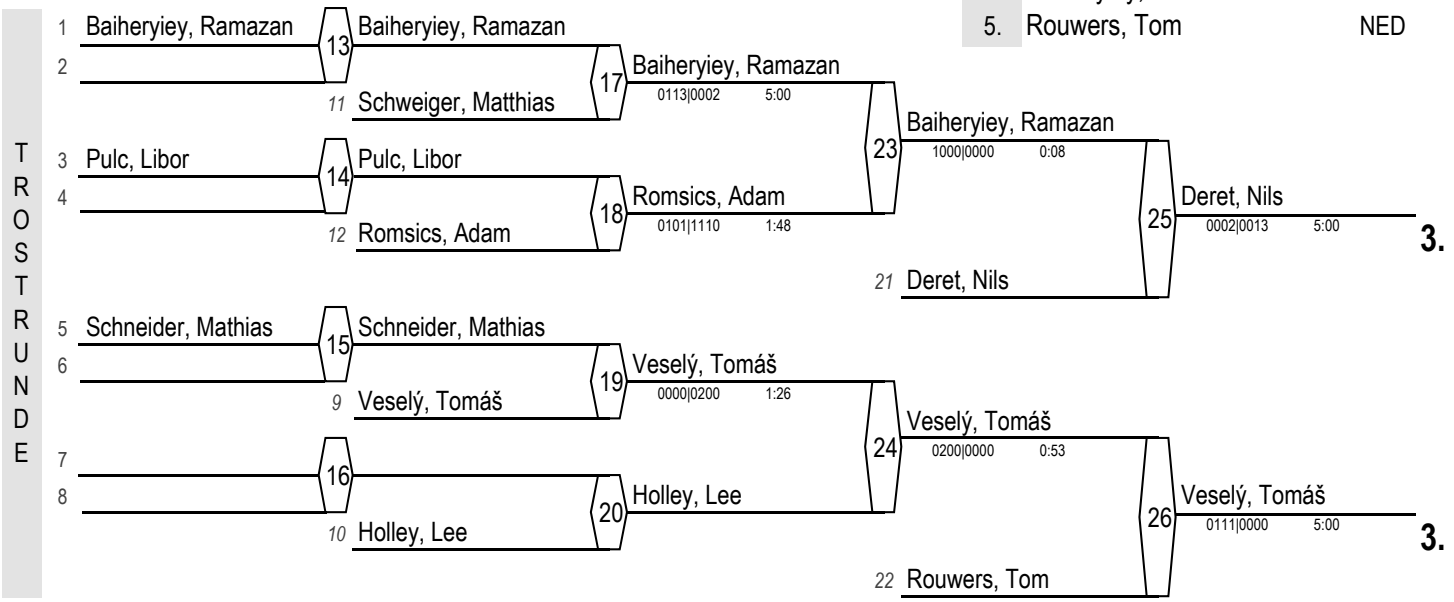 5. Rouwers, Tom NED
TROSTRUNDE
1 Baiheryiey, Ramazan 13 Baiheryiey, Ramazan
2
17 Baiheryiey, Ramazan
0113|0002 5:00
11 Schweiger, Matthias
23 Baiheryiey, Ramazan
1000|0000 0:08
3 Pulc, Libor 14 Pulc, Libor
4
18 Romsics, Adam
0101|1110 1:48
12 Romsics, Adam
25 Deret, Nils
0002|0013 5:00
3.
21 Deret, Nils
5 Schneider, Mathias 15 Schneider, Mathias
6
19 Veselý, Tomáš
0000|0200 1:26
9 Veselý, Tomáš
24 Veselý, Tomáš
0200|0000 0:53
7
16
8
20 Holley, Lee
10 Holley, Lee
26 Veselý, Tomáš
0111|0000 5:00
3.
22 Rouwers, Tom